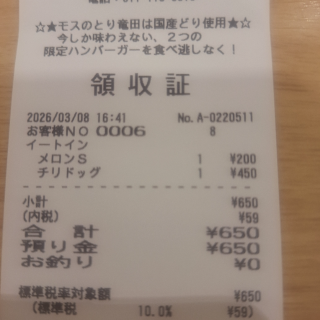 ☆★モスのとり竜田は国産どり使用★☆
今しか味わえない、２つの
限定ハンバーガーを食べ逃しなく！
領収証
2026/03/08 16:41 No.A-0220511
お客様ＮＯ 0006 8
イートイン
メロンＳ 1 ¥200
チリドッグ 1 ¥450
小計 ¥650
(内税) ¥59
合計 ¥650
預り金 ¥650
お釣り ¥0
標準税率対象額 ¥650
(標準税 10.0% ¥59)